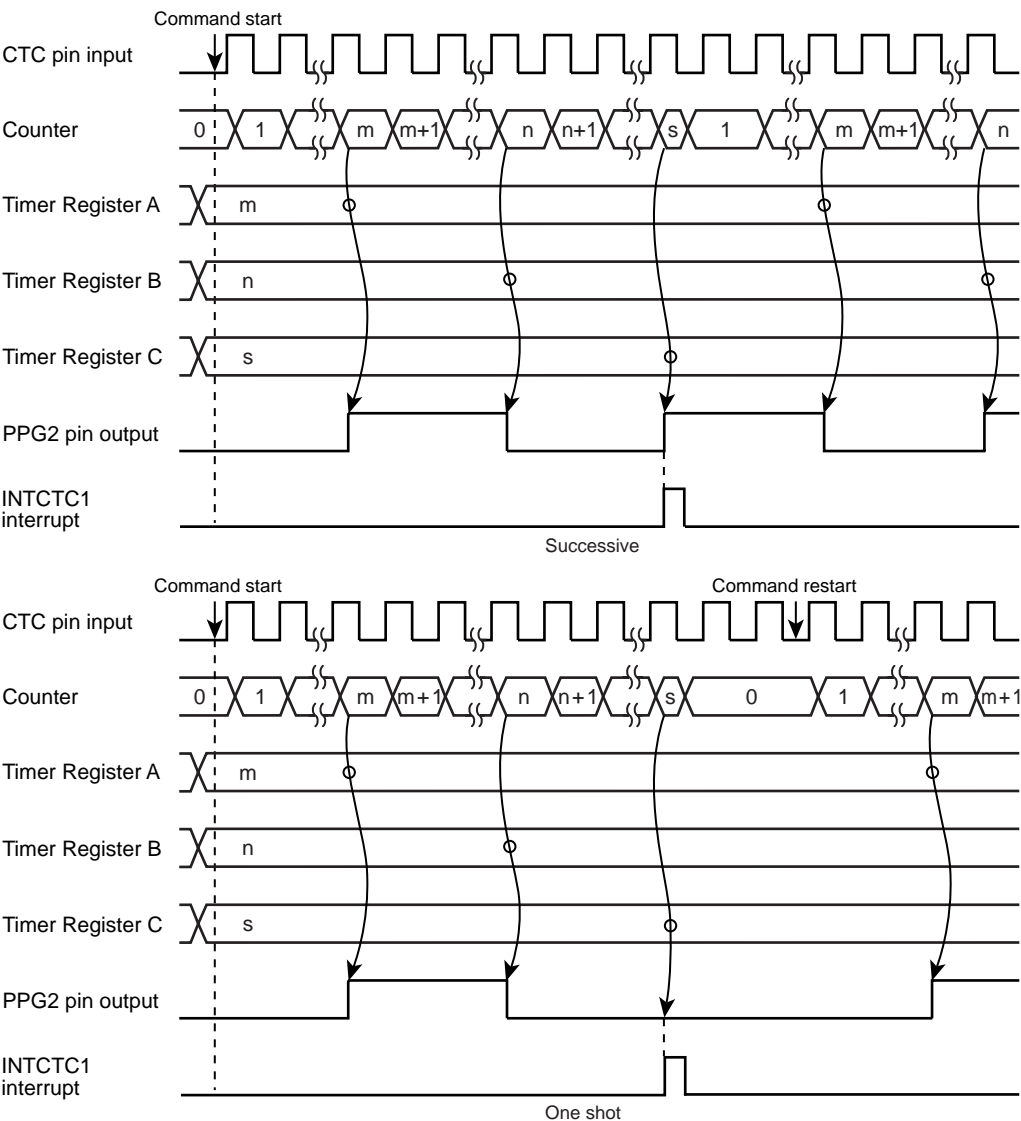 Command start
CTC pin input
Counter 0 1 m m+1 n n+1 s 1 m m+1 n
Timer Register A m
Timer Register B n
Timer Register C s
PPG2 pin output
INTCTC1
interrupt
Successive
Command start Command restart
CTC pin input
Counter 0 1 m m+1 n n+1 s 0 1 m m+1
Timer Register A m
Timer Register B n
Timer Register C s
PPG2 pin output
INTCTC1
interrupt
One shot